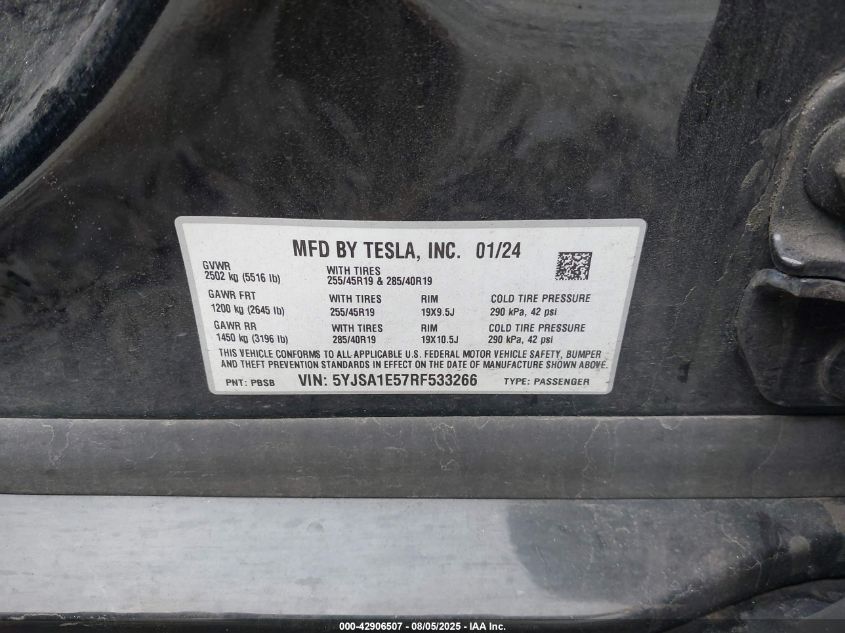 MFD BY TESLA, INC. 01/24
GVWR
2502 kg (5516 lb)
WITH TIRES
255/45R19 & 285/40R19
GAWR FRT
1200 kg (2645 lb)
WITH TIRES
255/45R19
RIM
19X9.5J
COLD TIRE PRESSURE
290 kPa, 42 psi
GAWR RR
1450 kg (3196 lb)
WITH TIRES
285/40R19
RIM
19X10.5J
COLD TIRE PRESSURE
290 kPa, 42 psi
THIS VEHICLE CONFORMS TO ALL APPLICABLE U.S. FEDERAL MOTOR VEHICLE SAFETY, BUMPER
AND THEFT PREVENTION STANDARDS IN EFFECT ON THE DATE OF MANUFACTURE SHOWN ABOVE.
PNT: PBSB VIN: 5YJSA1E57RF533266 TYPE: PASSENGER
000-42906507 - 08/05/2025 - IAA Inc.